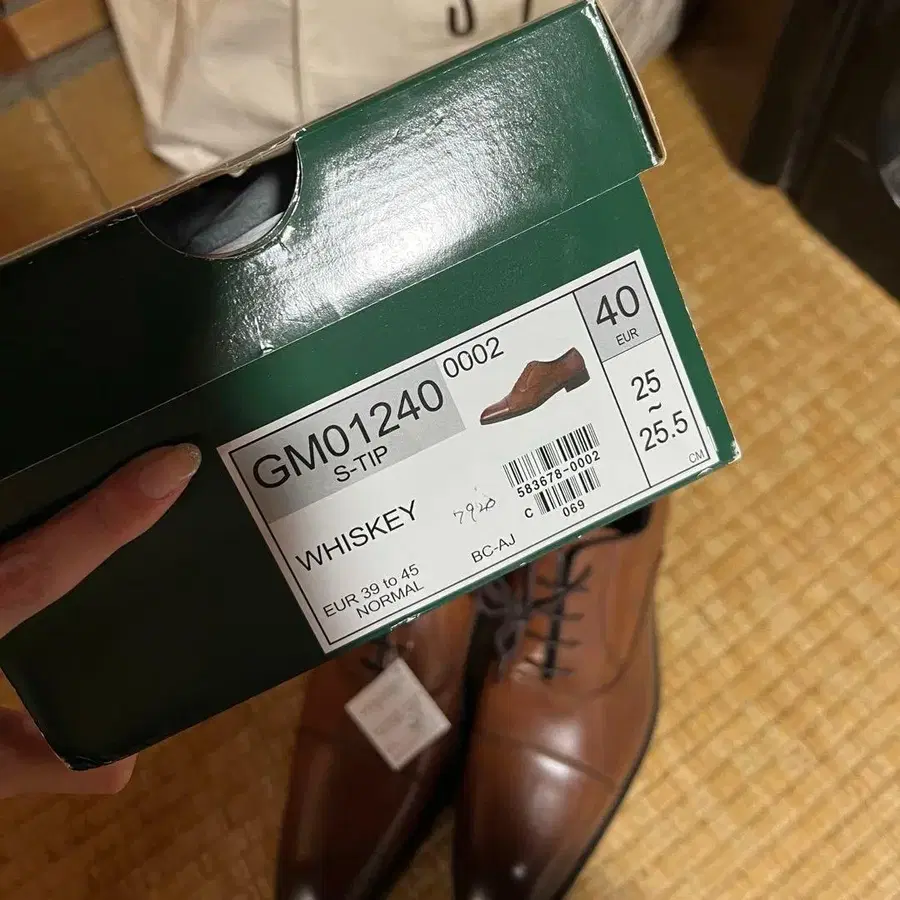 GM01240 0002
S-TIP
WHISKEY
EUR 39 to 45
NORMAL
BC-AJ
583678-0002
C 069
40
EUR
25
~
25.5
CM